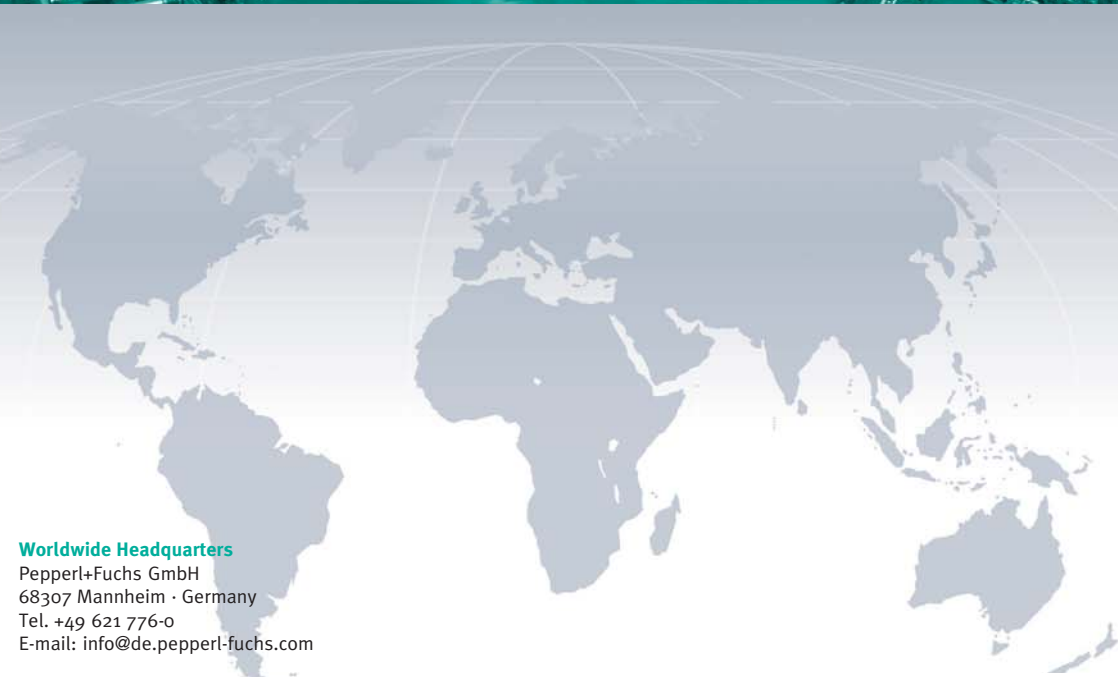 Worldwide Headquarters
Pepperl+Fuchs GmbH
68307 Mannheim · Germany
Tel. +49 621 776-0
E-mail: info@de.pepperl-fuchs.com